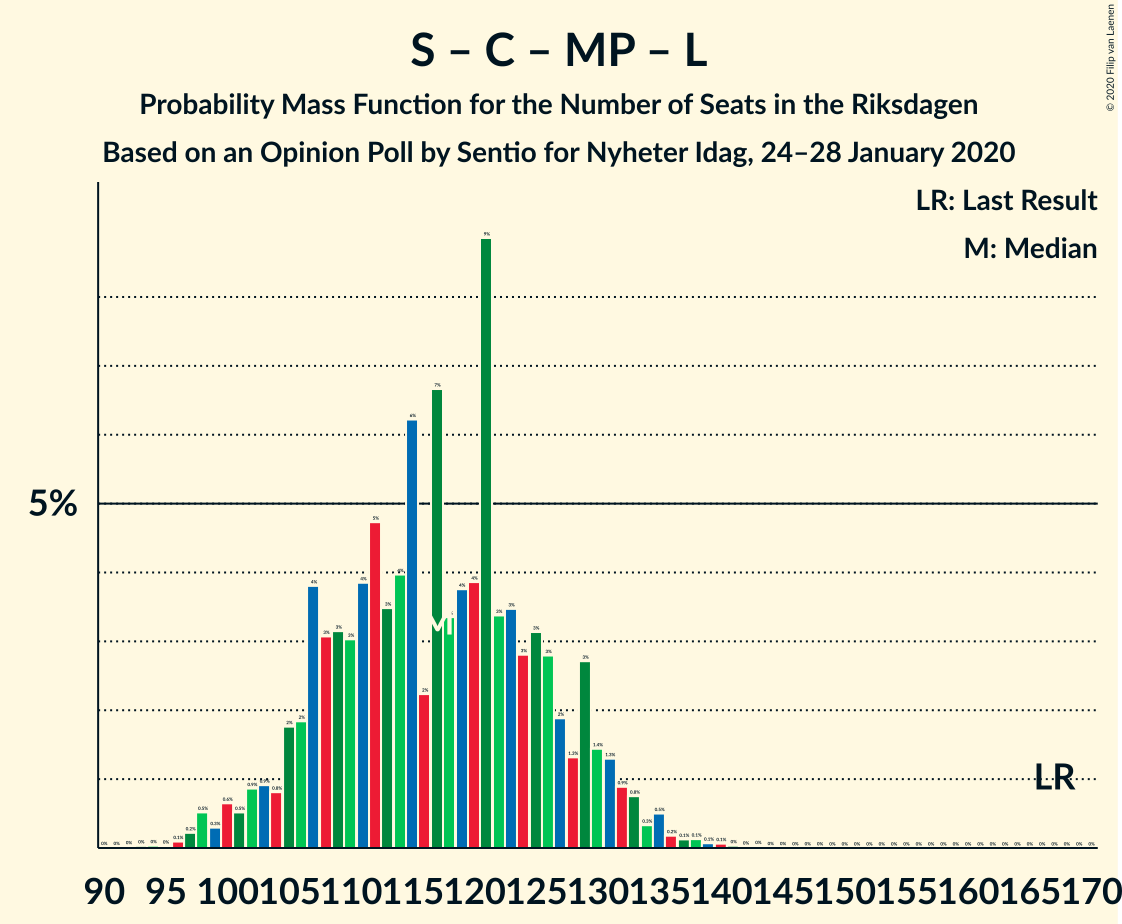 S – C – MP – L
Probability Mass Function for the Number of Seats in the Riksdagen
Based on an Opinion Poll by Sentio for Nyheter Idag, 24–28 January 2020
© 2020 Filip van Laenen
LR: Last Result
M: Median
5%
M
LR
90 95 100 105 110 115 120 125 130 135 140 145 150 155 160 165 170